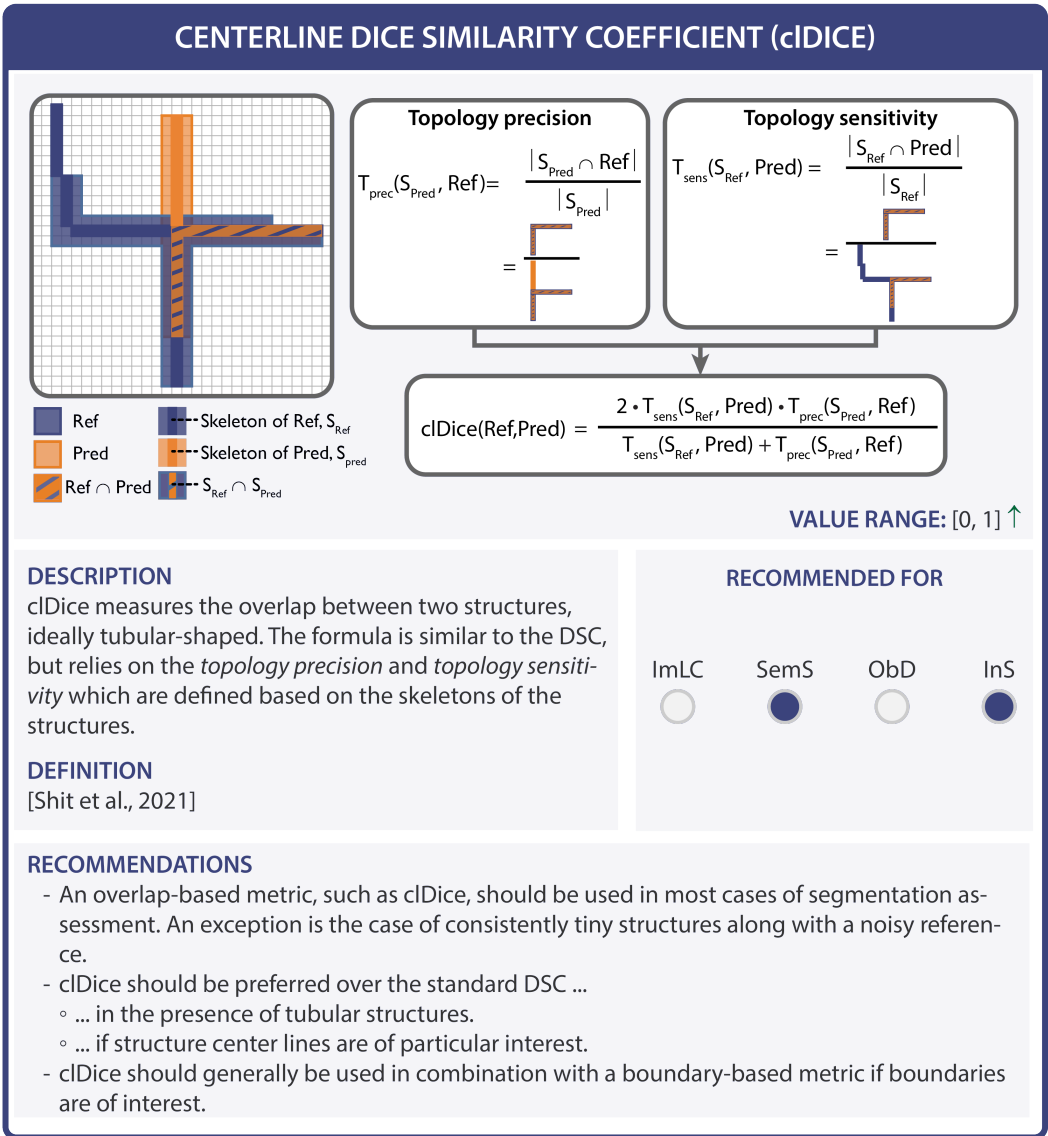 CENTERLINE DICE SIMILARITY COEFFICIENT (clDICE)
Topology precision
T_prec(S_Pred, Ref)= |S_Pred ∩ Ref| / |S_Pred|
=
Topology sensitivity
T_sens(S_Ref, Pred) = |S_Ref ∩ Pred| / |S_Ref|
=
clDice(Ref,Pred) = 2 • T_sens(S_Ref, Pred) • T_prec(S_Pred, Ref) / T_sens(S_Ref, Pred) + T_prec(S_Pred, Ref)
Ref
Skeleton of Ref, S_Ref
Pred
Skeleton of Pred, S_pred
Ref ∩ Pred
S_Ref ∩ S_Pred
VALUE RANGE: [0, 1] ↑
DESCRIPTION
clDice measures the overlap between two structures,
ideally tubular-shaped. The formula is similar to the DSC,
but relies on the topology precision and topology sensiti-
vity which are defined based on the skeletons of the
structures.
DEFINITION
[Shit et al., 2021]
RECOMMENDED FOR
ImLC SemS ObD InS
RECOMMENDATIONS
- An overlap-based metric, such as clDice, should be used in most cases of segmentation as-
sessment. An exception is the case of consistently tiny structures along with a noisy referen-
ce.
- clDice should be preferred over the standard DSC ...
◦ ... in the presence of tubular structures.
◦ ... if structure center lines are of particular interest.
- clDice should generally be used in combination with a boundary-based metric if boundaries
are of interest.